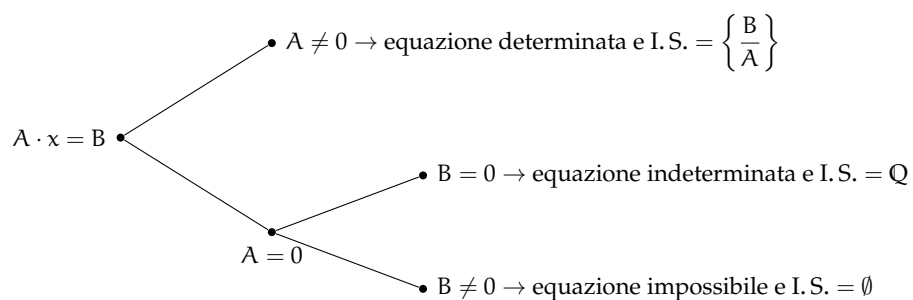 A ≠ 0 → equazione determinata e I. S. = {B/A}
A · x = B
B = 0 → equazione indeterminata e I. S. = ℚ
A = 0
B ≠ 0 → equazione impossibile e I. S. = ∅